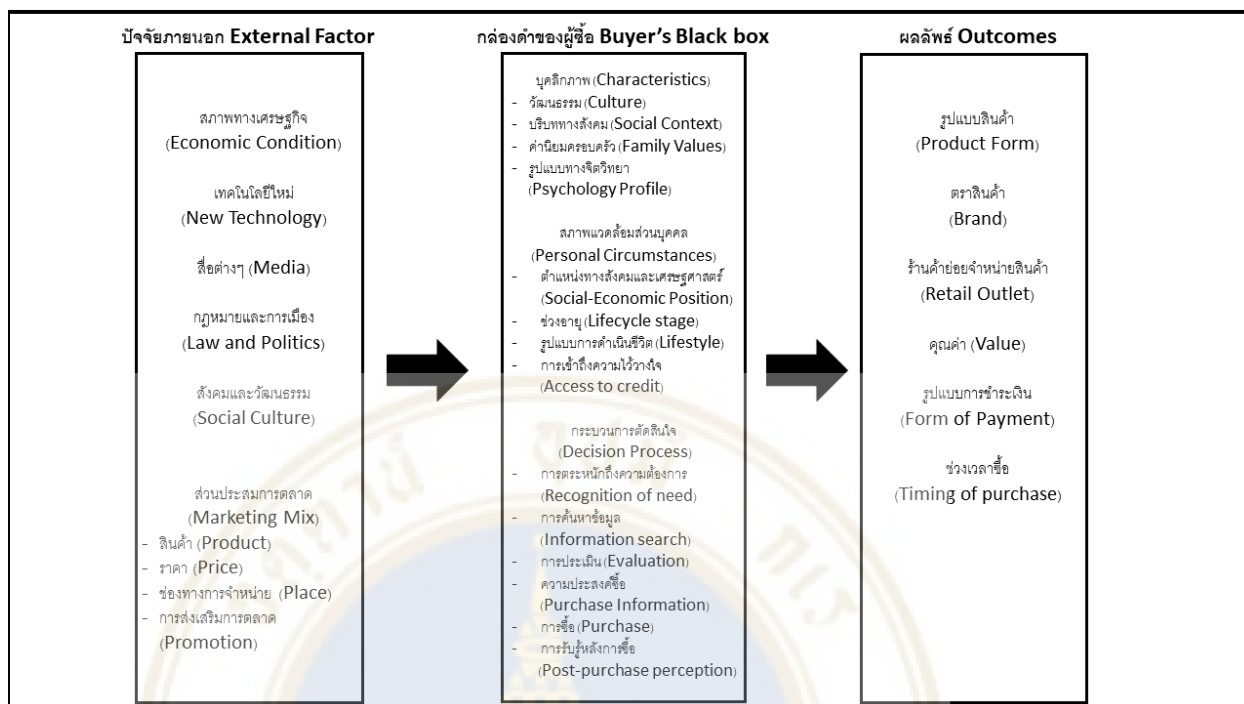 ปัจจัยภายนอก External Factor
สภาพทางเศรษฐกิจ
(Economic Condition)
เทคโนโลยีใหม่
(New Technology)
สื่อต่างๆ (Media)
กฎหมายและการเมือง
(Law and Politics)
สังคมและวัฒนธรรม
(Social Culture)
ส่วนประสมการตลาด
(Marketing Mix)
- สินค้า (Product)
- ราคา (Price)
- ช่องทางการจำหน่าย (Place)
- การส่งเสริมการตลาด
(Promotion)
กล่องดำของผู้ซื้อ Buyer's Black box
บุคลิกภาพ (Characteristics)
- วัฒนธรรม (Culture)
- บริบททางสังคม (Social Context)
- ค่านิยมครอบครัว (Family Values)
- รูปแบบทางจิตวิทยา
(Psychology Profile)
สภาพแวดล้อมส่วนบุคคล
(Personal Circumstances)
- ตำแหน่งทางสังคมและเศรษฐศาสตร์
(Social-Economic Position)
- ช่วงอายุ (Lifecycle stage)
- รูปแบบการดำเนินชีวิต (Lifestyle)
- การเข้าถึงความไว้วางใจ
(Access to credit)
กระบวนการตัดสินใจ
(Decision Process)
- การตระหนักถึงความต้องการ
(Recognition of need)
- การค้นหาข้อมูล
(Information search)
- การประเมิน (Evaluation)
- ความประสงค์ซื้อ
(Purchase Information)
- การซื้อ (Purchase)
- การรับรู้หลังการซื้อ
(Post-purchase perception)
ผลลัพธ์ Outcomes
รูปแบบสินค้า
(Product Form)
ตราสินค้า
(Brand)
ร้านค้าย่อยจำหน่ายสินค้า
(Retail Outlet)
คุณค่า (Value)
รูปแบบการชำระเงิน
(Form of Payment)
ช่วงเวลาซื้อ
(Timing of purchase)